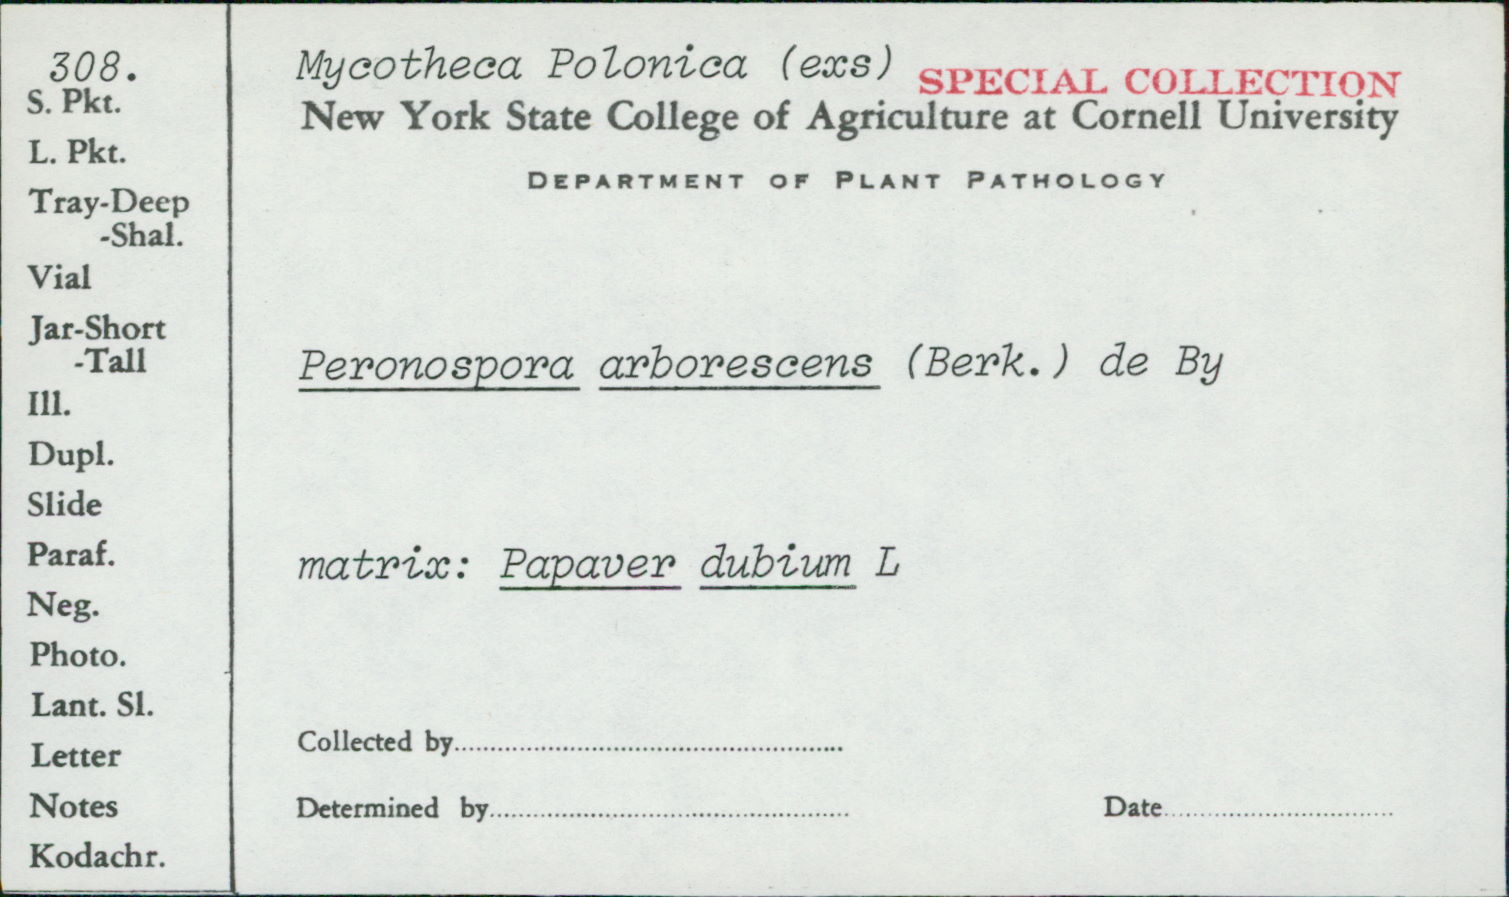 308.
S. Pkt.
L. Pkt.
Tray-Deep
-Shal.
Vial
Jar-Short
-Tall
Ill.
Dupl.
Slide
Paraf.
Neg.
Photo.
Lant. Sl.
Letter
Notes
Kodachr.
Mycotheca Polonica (exs)
SPECIAL COLLECTION
New York State College of Agriculture at Cornell University
DEPARTMENT OF PLANT PATHOLOGY
Peronospora arborescens (Berk.) de By
matrix: Papaver dubium L
Collected by
Determined by
Date